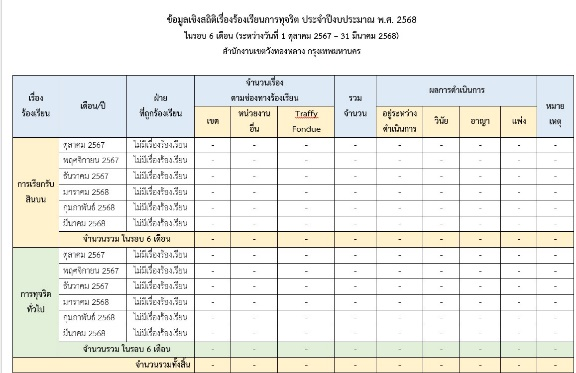 ข้อมูลเชิงสถิติเรื่องร้องเรียนการทุจริต ประจำปีงบประมาณ พ.ศ. 2568
ในรอบ 6 เดือน (ระหว่างวันที่ 1 ตุลาคม 2567 – 31 มีนาคม 2568)
สำนักงานเขตวังทองหลาง กรุงเทพมหานคร
เรื่อง ร้องเรียน เดือน/ปี ฝ่าย ที่ถูกร้องเรียน จำนวนเรื่อง ตามช่องทางร้องเรียน รวม จำนวน ผลการดำเนินการ หมาย เหตุ
เขต หน่วยงาน อื่น Traffy Fondue อยู่ระหว่าง ดำเนินการ วินัย อาญา แพ่ง
การเรียกรับ สินบน
ตุลาคม 2567 ไม่มีเรื่องร้องเรียน - - - - - - - - -
พฤศจิกายน 2567 ไม่มีเรื่องร้องเรียน - - - - - - - - -
ธันวาคม 2567 ไม่มีเรื่องร้องเรียน - - - - - - - - -
มกราคม 2568 ไม่มีเรื่องร้องเรียน - - - - - - - - -
กุมภาพันธ์ 2568 ไม่มีเรื่องร้องเรียน - - - - - - - - -
มีนาคม 2568 ไม่มีเรื่องร้องเรียน - - - - - - - - -
จำนวนรวม ในรอบ 6 เดือน - - - - - - - - -
การทุจริต ทั่วไป
ตุลาคม 2567 ไม่มีเรื่องร้องเรียน - - - - - - - - -
พฤศจิกายน 2567 ไม่มีเรื่องร้องเรียน - - - - - - - - -
ธันวาคม 2567 ไม่มีเรื่องร้องเรียน - - - - - - - - -
มกราคม 2568 ไม่มีเรื่องร้องเรียน - - - - - - - - -
กุมภาพันธ์ 2568 ไม่มีเรื่องร้องเรียน - - - - - - - - -
มีนาคม 2568 ไม่มีเรื่องร้องเรียน - - - - - - - - -
จำนวนรวม ในรอบ 6 เดือน - - - - - - - - -
จำนวนรวมทั้งสิ้น - - - - - - - - -